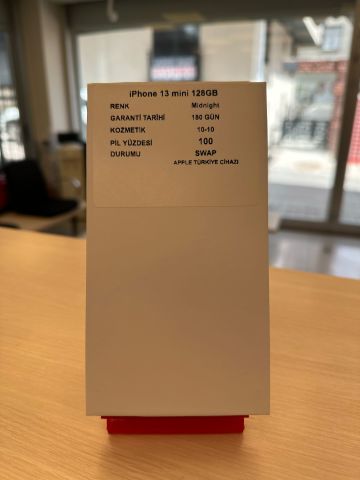 iPhone 13 mini 128GB
RENK Midnight
GARANTİ TARİHİ 180 GÜN
KOZMETİK 10-10
PİL YÜZDESİ 100
DURUMU SWAP
APPLE TÜRKİYE CİHAZI